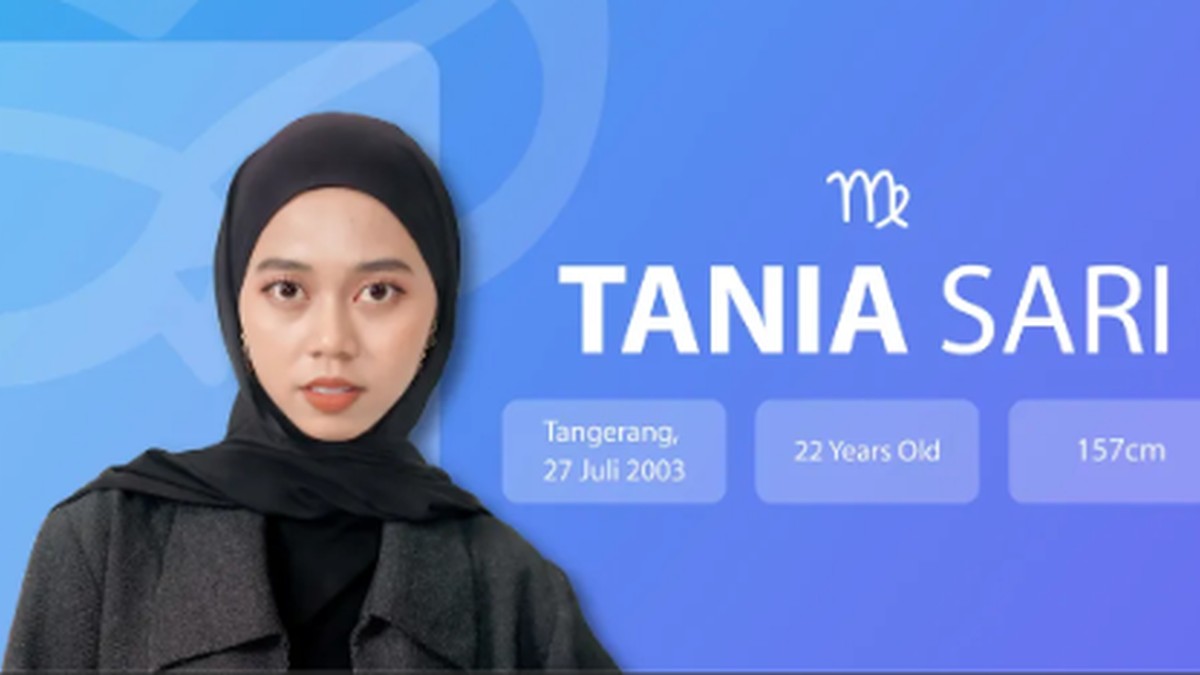 TANIA SARI
Tangerang,
27 Juli 2003
22 Years Old
157cm